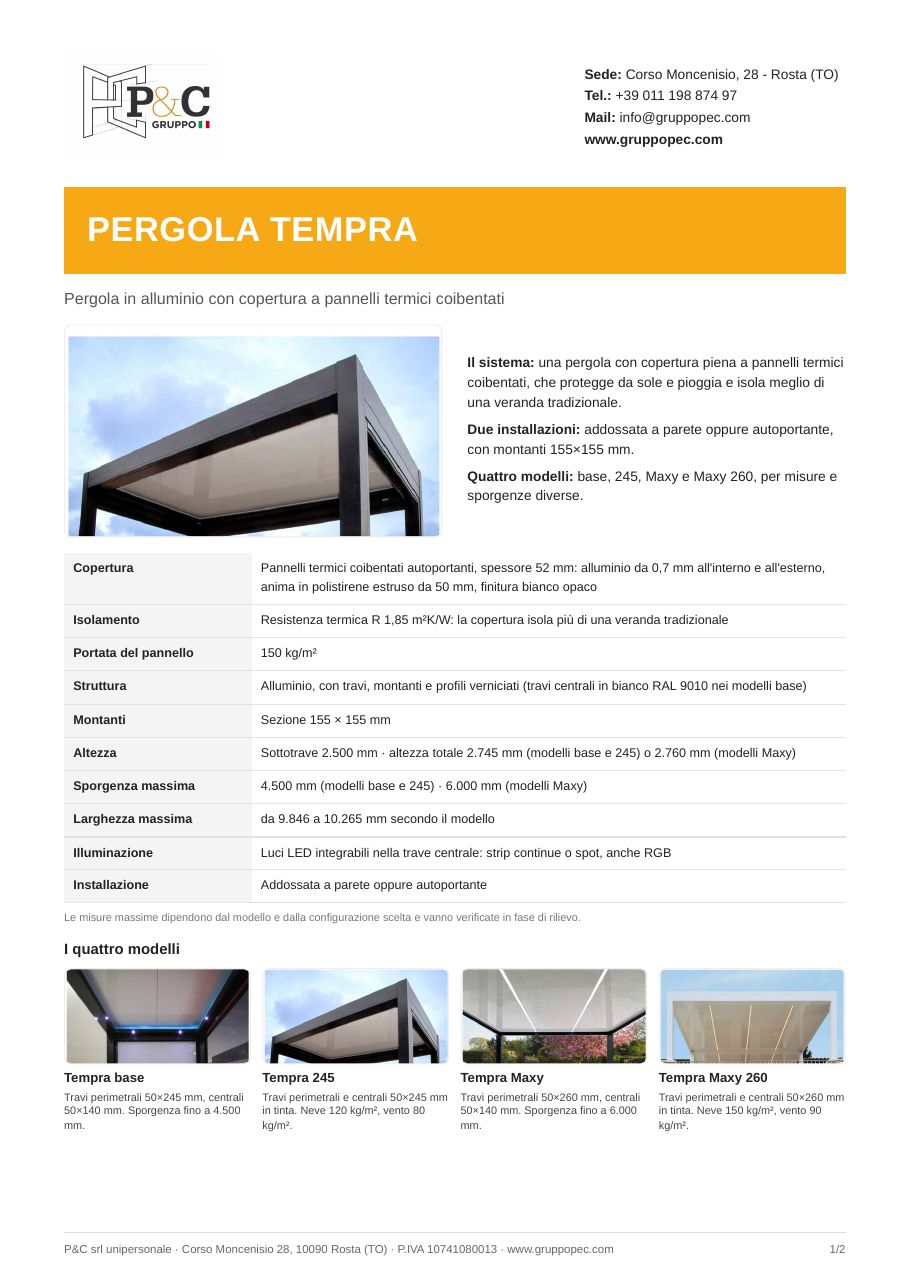 P&C
GRUPPO
Sede: Corso Moncenisio, 28 - Rosta (TO)
Tel.: +39 011 198 874 97
Mail: info@gruppopec.com
www.gruppopec.com
PERGOLA TEMPRA
Pergola in alluminio con copertura a pannelli termici coibentati
Il sistema: una pergola con copertura piena a pannelli termici
coibentati, che protegge da sole e pioggia e isola meglio di
una veranda tradizionale.
Due installazioni: addossata a parete oppure autoportante,
con montanti 155×155 mm.
Quattro modelli: base, 245, Maxy e Maxy 260, per misure e
sporgenze diverse.
Copertura
Pannelli termici coibentati autoportanti, spessore 52 mm: alluminio da 0,7 mm all'interno e all'esterno,
anima in polistirene estruso da 50 mm, finitura bianco opaco
Isolamento
Resistenza termica R 1,85 m²K/W: la copertura isola più di una veranda tradizionale
Portata del pannello
150 kg/m²
Struttura
Alluminio, con travi, montanti e profili verniciati (travi centrali in bianco RAL 9010 nei modelli base)
Montanti
Sezione 155 × 155 mm
Altezza
Sottotrave 2.500 mm · altezza totale 2.745 mm (modelli base e 245) o 2.760 mm (modelli Maxy)
Sporgenza massima
4.500 mm (modelli base e 245) · 6.000 mm (modelli Maxy)
Larghezza massima
da 9.846 a 10.265 mm secondo il modello
Illuminazione
Luci LED integrabili nella trave centrale: strip continue o spot, anche RGB
Installazione
Addossata a parete oppure autoportante
Le misure massime dipendono dal modello e dalla configurazione scelta e vanno verificate in fase di rilievo.
I quattro modelli
Tempra base
Travi perimetrali 50×245 mm, centrali
50×140 mm. Sporgenza fino a 4.500
mm.
Tempra 245
Travi perimetrali e centrali 50×245 mm
in tinta. Neve 120 kg/m², vento 80
kg/m².
Tempra Maxy
Travi perimetrali 50×260 mm, centrali
50×140 mm. Sporgenza fino a 6.000
mm.
Tempra Maxy 260
Travi perimetrali e centrali 50×260 mm
in tinta. Neve 150 kg/m², vento 90
kg/m².
P&C srl unipersonale · Corso Moncenisio 28, 10090 Rosta (TO) · P.IVA 10741080013 · www.gruppopec.com
1/2